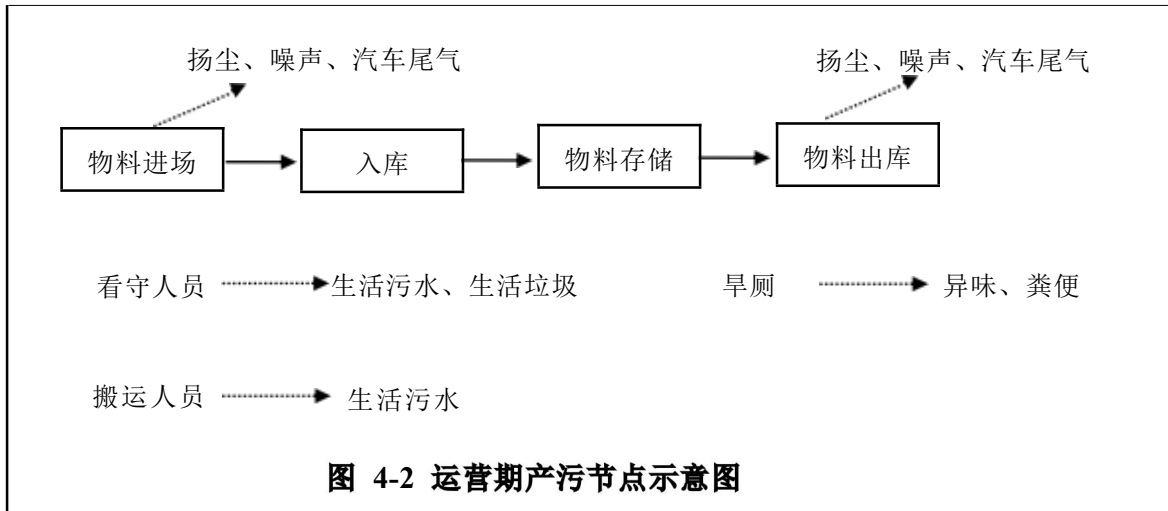 扬尘、噪声、汽车尾气
扬尘、噪声、汽车尾气
物料进场
入库
物料存储
物料出库
看守人员
生活污水、生活垃圾
旱厕
异味、粪便
搬运人员
生活污水
图 4-2 运营期产污节点示意图